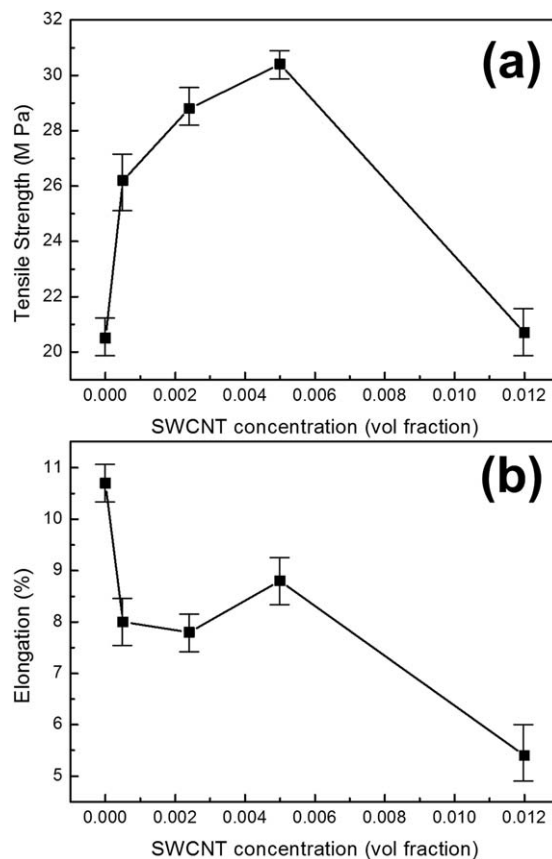 (a)
Tensile Strength (M Pa)
32
30
28
26
24
22
20
0.000 0.002 0.004 0.006 0.008 0.010 0.012
SWCNT concentration (vol fraction)
(b)
Elongation (%)
11
10
9
8
7
6
5
0.000 0.002 0.004 0.006 0.008 0.010 0.012
SWCNT concentration (vol fraction)